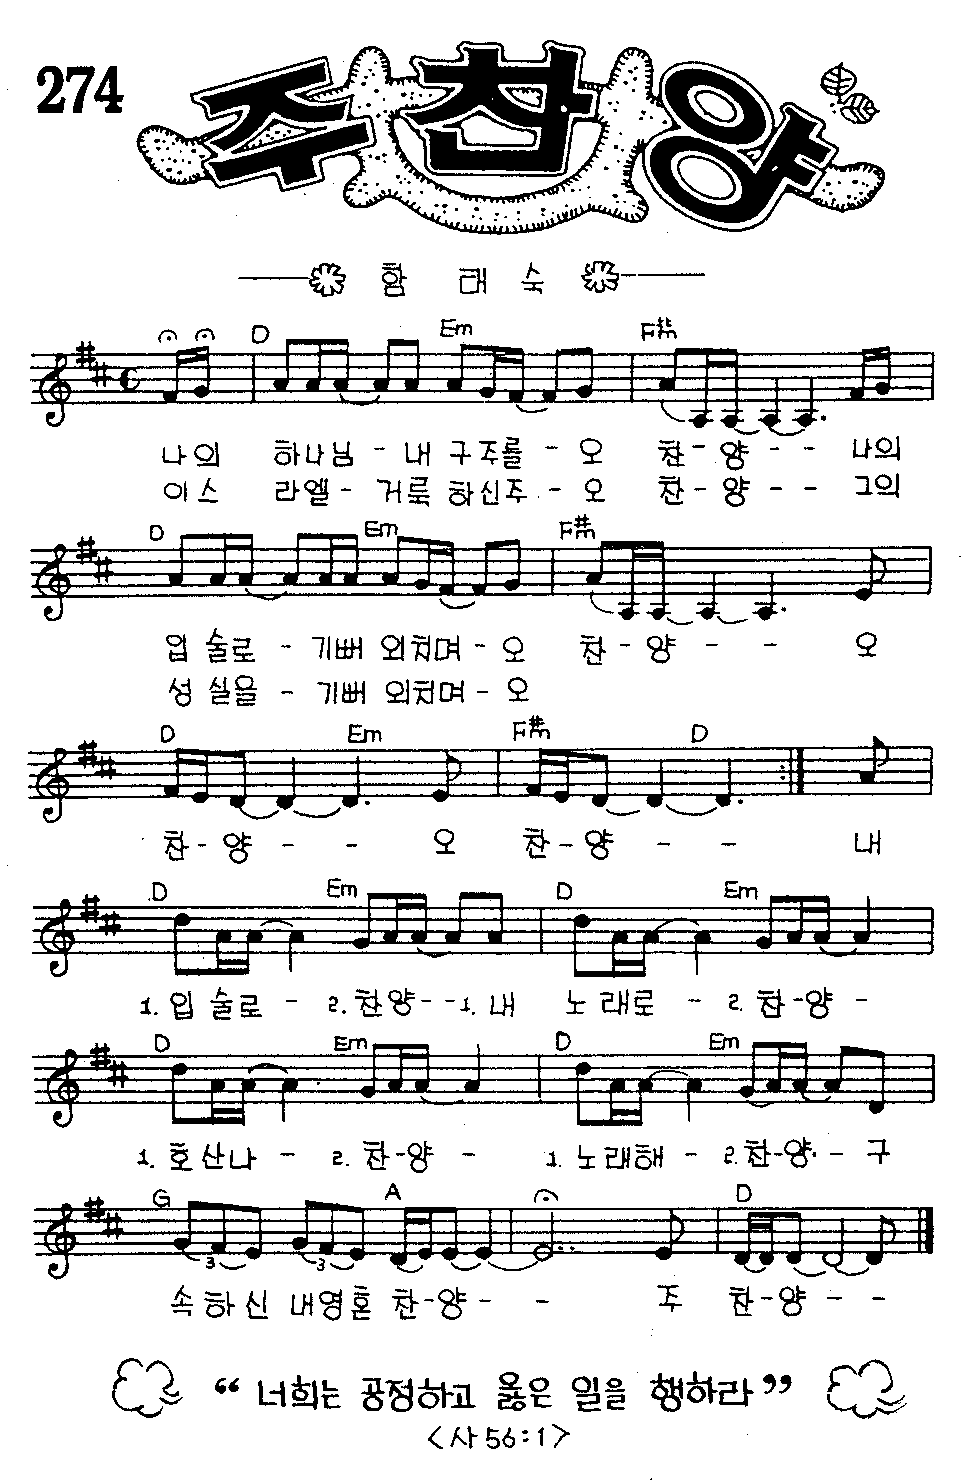 274
주찬양
함 태 숙
D Em F#m
나의 하나님 - 내 구주를 - 오 찬 - 양 - - 나의
이스 라엘 - 거룩 하신주 - 오 찬 - 양 - - 그의
D Em F#m
입 술로 - 기뻐 외치며 - 오 찬 - 양 - - 오
성 실을 - 기뻐 외치며 - 오
D Em F#m D
찬 - 양 - - 오 찬 - 양 - - 내
D Em D Em
1. 입 술로 - 2. 찬양 - - 1. 내 노 래로 - 2. 찬 - 양 -
D Em D Em
1. 호산나 - 2. 찬 - 양 - 1. 노래해 - 2. 찬 - 양 - - 구
G A D
3 3
속하신 내영혼 찬 - 양 - - 주 찬 - 양 - -
“ 너희는 공정하고 옳은 일을 행하라 ”
<사 56:1>